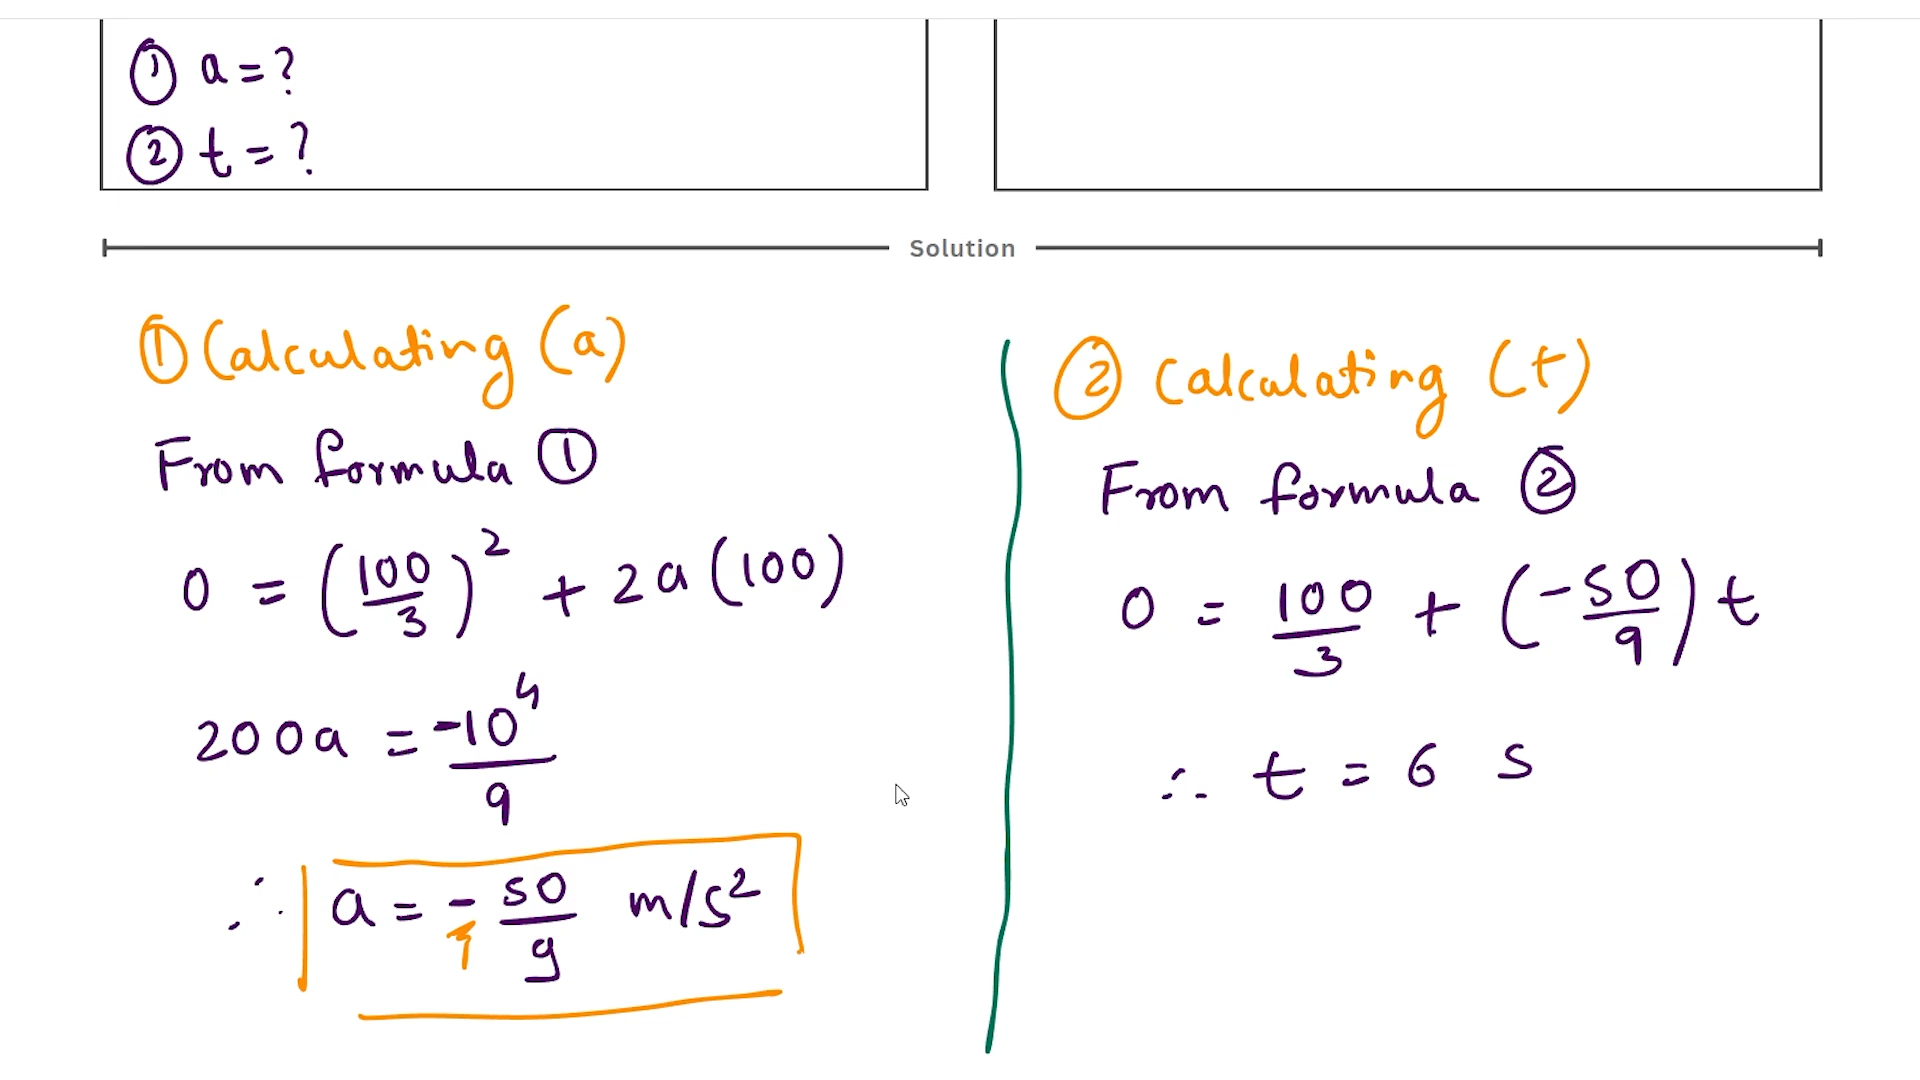 ① a = ?
② t = ?
Solution
① Calculating (a)
From formula ①
0 = (100/3)² + 2a(100)
200a = -10⁴/9
∴ a = -50/9 m/s²
② Calculating (t)
From formula ②
0 = 100/3 + (-50/9)t
∴ t = 6 s